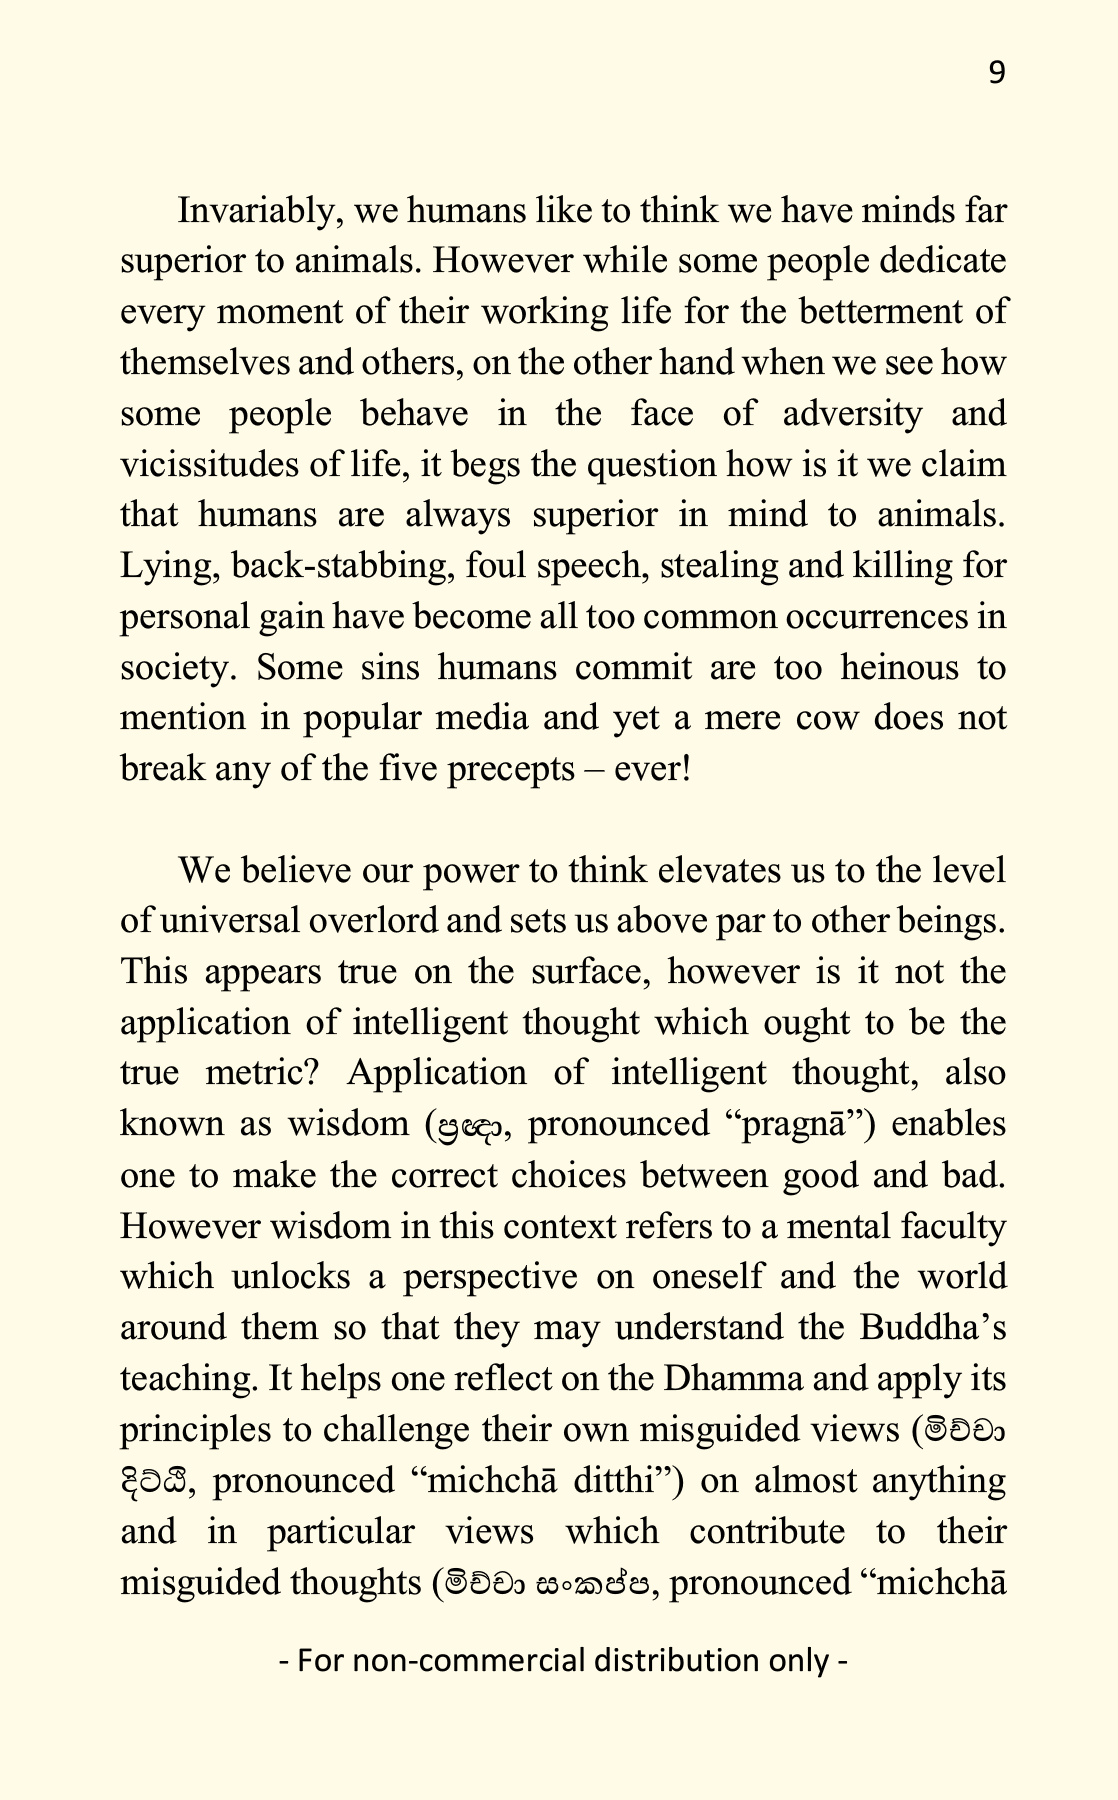 9
Invariably, we humans like to think we have minds far
superior to animals. However while some people dedicate
every moment of their working life for the betterment of
themselves and others, on the other hand when we see how
some people behave in the face of adversity and
vicissitudes of life, it begs the question how is it we claim
that humans are always superior in mind to animals.
Lying, back-stabbing, foul speech, stealing and killing for
personal gain have become all too common occurrences in
society. Some sins humans commit are too heinous to
mention in popular media and yet a mere cow does not
break any of the five precepts – ever!
We believe our power to think elevates us to the level
of universal overlord and sets us above par to other beings.
This appears true on the surface, however is it not the
application of intelligent thought which ought to be the
true metric? Application of intelligent thought, also
known as wisdom (ප්‍රඥා, pronounced “pragnā”) enables
one to make the correct choices between good and bad.
However wisdom in this context refers to a mental faculty
which unlocks a perspective on oneself and the world
around them so that they may understand the Buddha’s
teaching. It helps one reflect on the Dhamma and apply its
principles to challenge their own misguided views (මිච්චා
දිට්ඨි, pronounced “michchā ditthi”) on almost anything
and in particular views which contribute to their
misguided thoughts (මිච්චා සංකප්ප, pronounced “michchā
- For non-commercial distribution only -